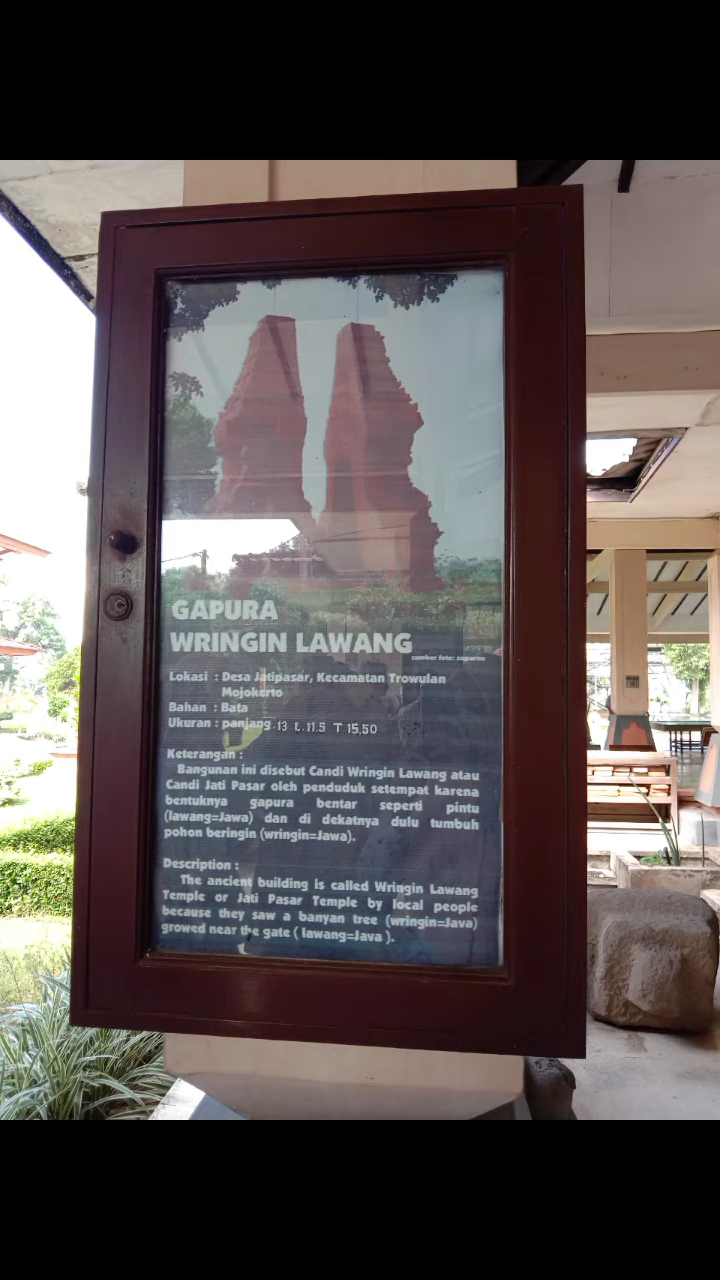 GAPURA
WRINGIN LAWANG
sumber foto: suparno
Lokasi : Desa Jatipasar, Kecamatan Trowulan
Mojokerto
Bahan : Bata
Ukuran : panjang 13 L 11.5 T 15,50
Keterangan :
Bangunan ini disebut Candi Wringin Lawang atau
Candi Jati Pasar oleh penduduk setempat karena
bentuknya gapura bentar seperti pintu
(lawang=Jawa) dan di dekatnya dulu tumbuh
pohon beringin (wringin=Jawa).
Description :
The ancient building is called Wringin Lawang
Temple or Jati Pasar Temple by local people
because they saw a banyan tree (wringin=Java)
growed near the gate ( lawang=Java ).